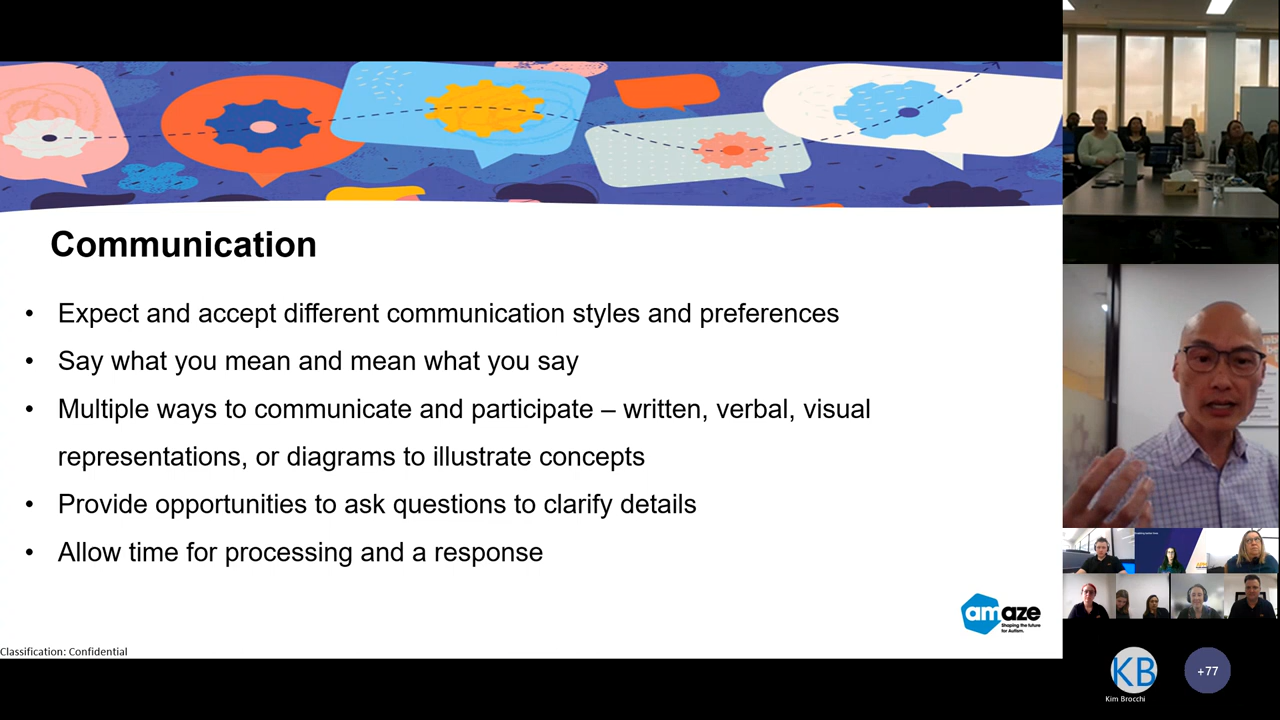 Communication
• Expect and accept different communication styles and preferences
• Say what you mean and mean what you say
• Multiple ways to communicate and participate – written, verbal, visual
representations, or diagrams to illustrate concepts
• Provide opportunities to ask questions to clarify details
• Allow time for processing and a response
amaze
Shaping the future
for Autism.
Classification: Confidential
KB
Kim Brocchi
+77